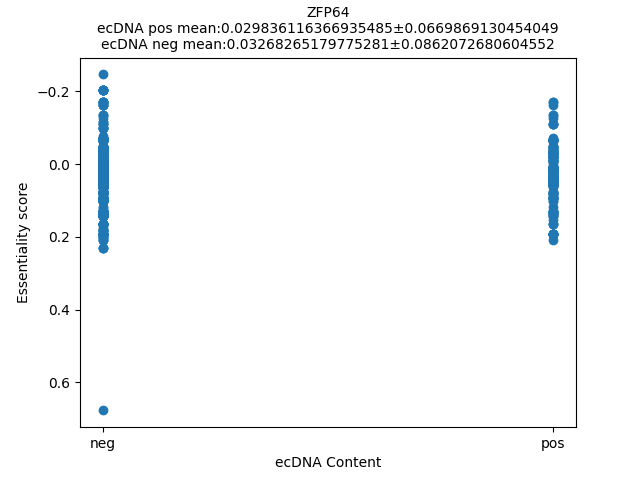 ZFP64
ecDNA pos mean:0.029836116366935485±0.0669869130454049
ecDNA neg mean:0.03268265179775281±0.0862072680604552
−0.2
0.0
0.2
0.4
0.6
Essentiality score
neg
pos
ecDNA Content